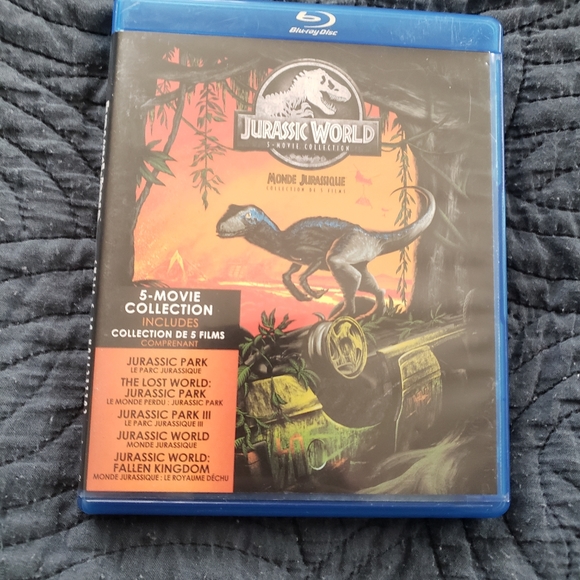 Blu-ray Disc
JURASSIC WORLD
5-MOVIE COLLECTION
MONDE JURASSIQUE
COLLECTION DE 5 FILMS
5-MOVIE
COLLECTION
INCLUDES
COLLECTION DE 5 FILMS
COMPRENANT
JURASSIC PARK
LE PARC JURASSIQUE
THE LOST WORLD:
JURASSIC PARK
LE MONDE PERDU : JURASSIC PARK
JURASSIC PARK III
LE PARC JURASSIQUE III
JURASSIC WORLD
MONDE JURASSIQUE
JURASSIC WORLD:
FALLEN KINGDOM
MONDE JURASSIQUE : LE ROYAUME DÉCHU